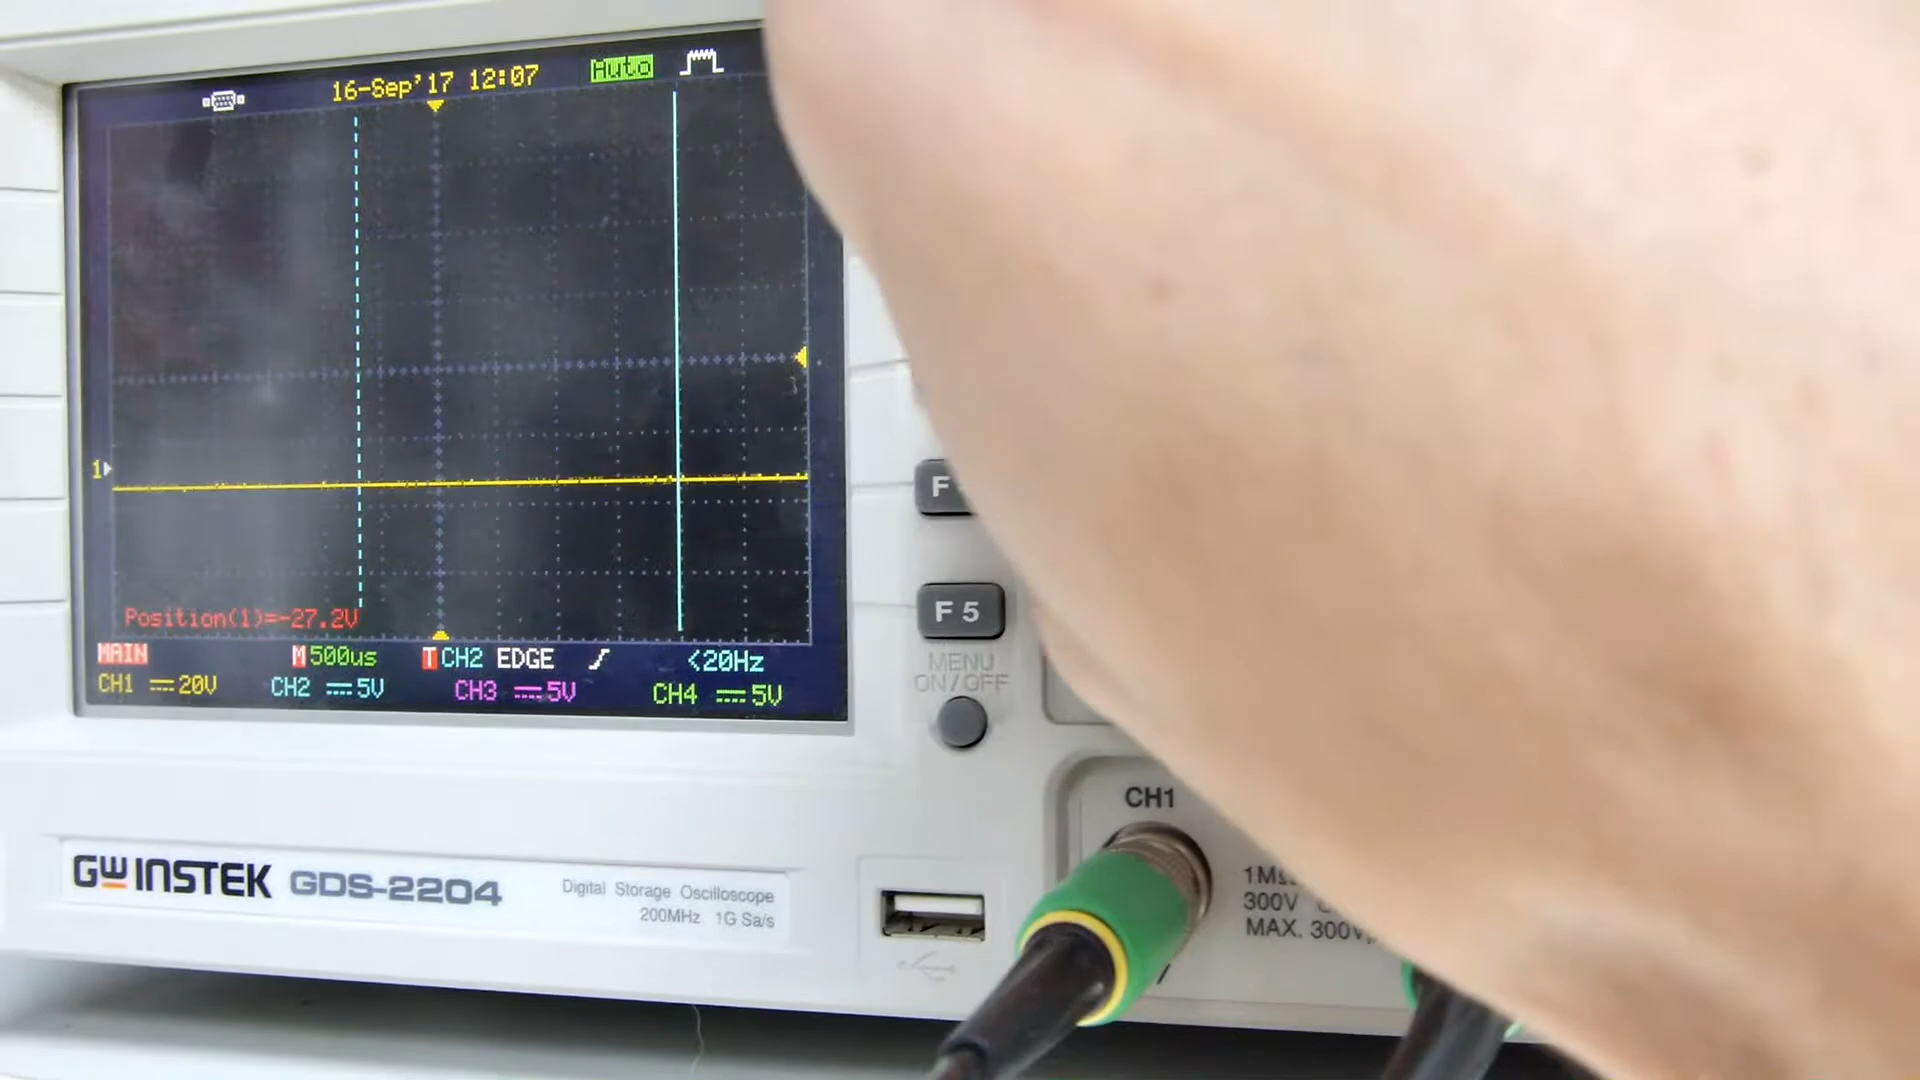 16-Sep'17 12:07
Auto
1
Position(1)=-27.2V
MAIN
M 500us
T CH2 EDGE
<20Hz
CH1 20V
CH2 5V
CH3 5V
CH4 5V
F
F 5
MENU
ON/OFF
CH1
300V
MAX. 300V
GW INSTEK GDS-2204
Digital Storage Oscilloscope
200MHz 1G Sa/s